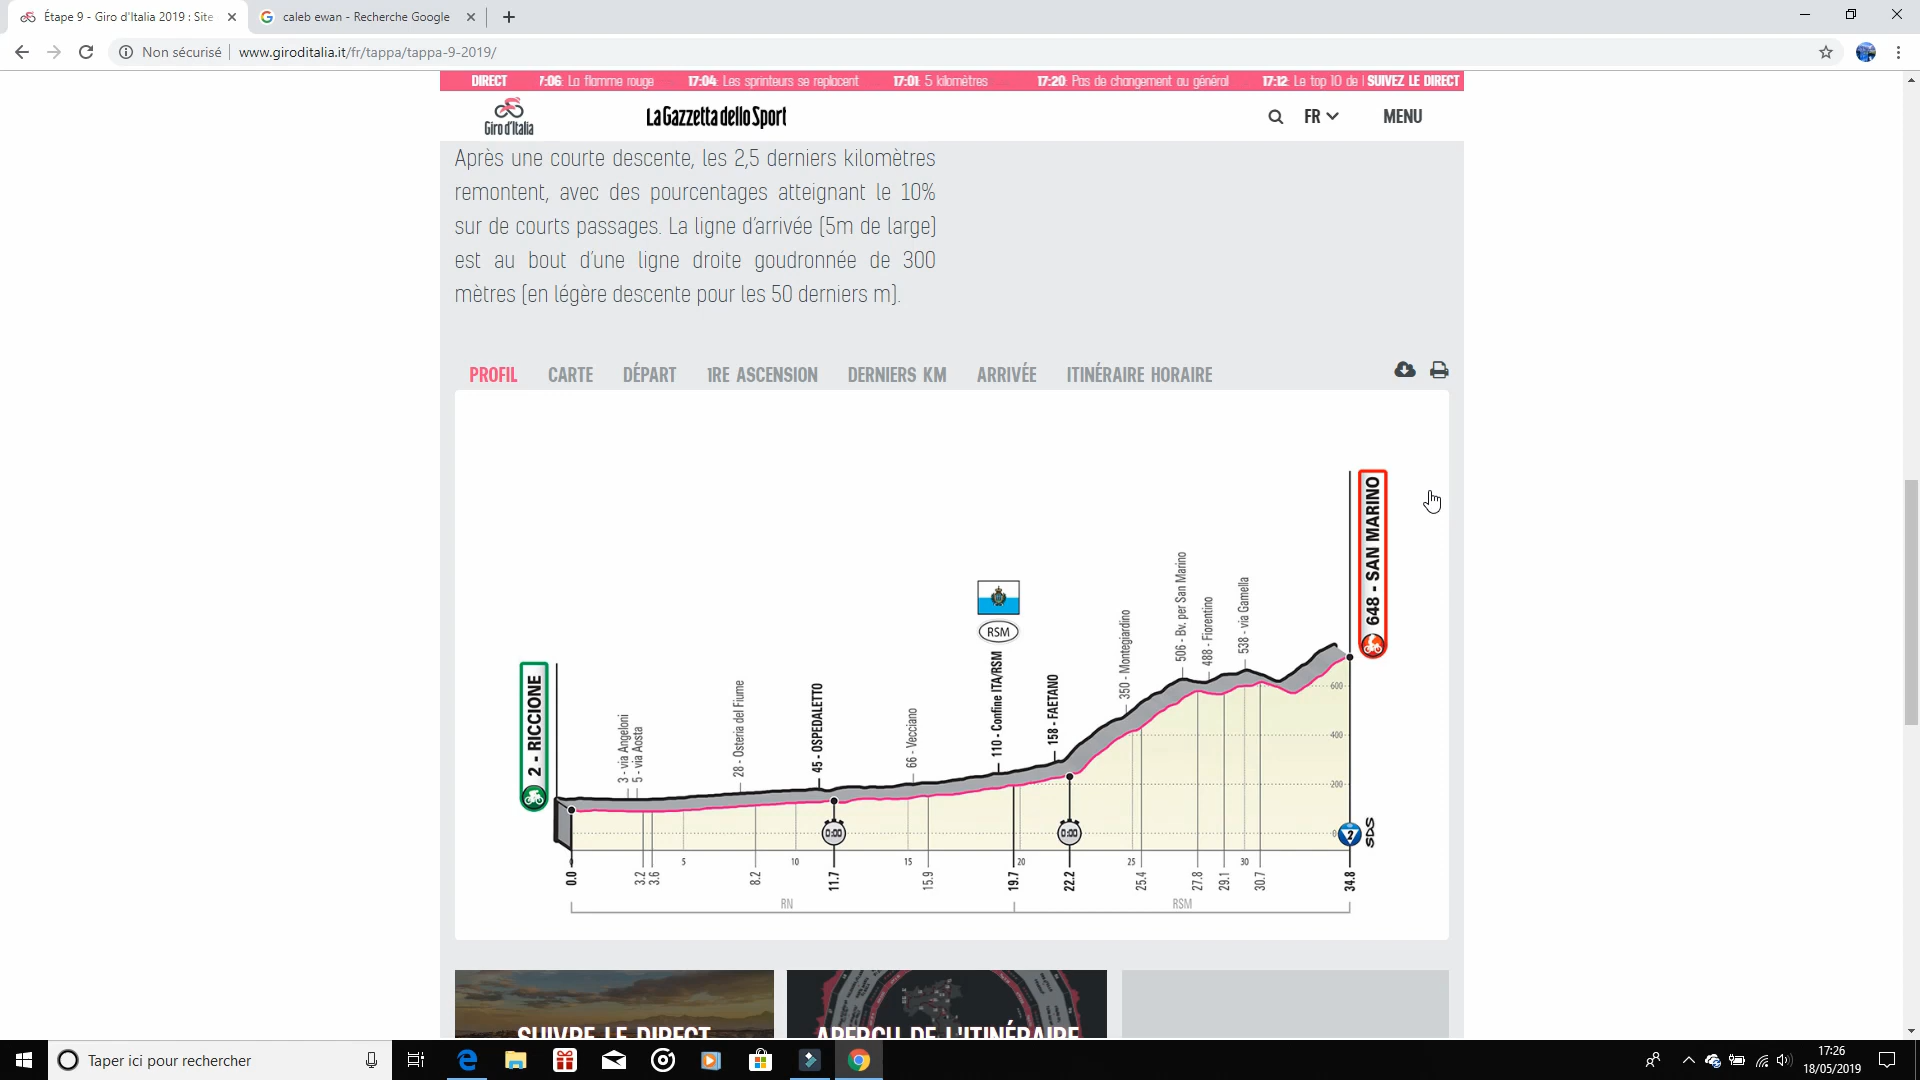 Étape 9 - Giro d'Italia 2019 : Site
caleb ewan - Recherche Google
Non sécurisé
www.giroditalia.it/fr/tappa/tappa-9-2019/
DIRECT
7:06: La flamme rouge
17:04: Les sprinteurs se replacent
17:01: 5 kilomètres
17:20: Pas de changement au général
17:12: Le top 10 de l
SUIVEZ LE DIRECT
Giro d'Italia
La Gazzetta dello Sport
FR
MENU
Après une courte descente, les 2,5 derniers kilomètres
remontent, avec des pourcentages atteignant le 10%
sur de courts passages. La ligne d'arrivée (5m de large)
est au bout d'une ligne droite goudronnée de 300
mètres (en légère descente pour les 50 derniers m).
PROFIL
CARTE
DÉPART
1RE ASCENSION
DERNIERS KM
ARRIVÉE
ITINÉRAIRE HORAIRE
2 - RICCIONE
3 - via Angeloni
5 - via Aosta
28 - Osteria del Fiume
45 - OSPEDALETTO
66 - Vecciano
RSM
110 - Confine ITA/RSM
158 - FAETANO
350 - Montegiardino
506 - Bv. per San Marino
488 - Fiorentino
538 - via Gamella
648 - SAN MARINO
600
400
200
0
0:00
0:00
2
SDS
0
5
10
15
20
25
30
0.0
3.2
3.6
8.2
11.7
15.9
19.7
22.2
25.4
27.8
29.1
30.7
34.8
RN
RSM
SUIVRE LE DIRECT
APERÇU DE L'ITINÉRAIRE
Taper ici pour rechercher
17:26
18/05/2019